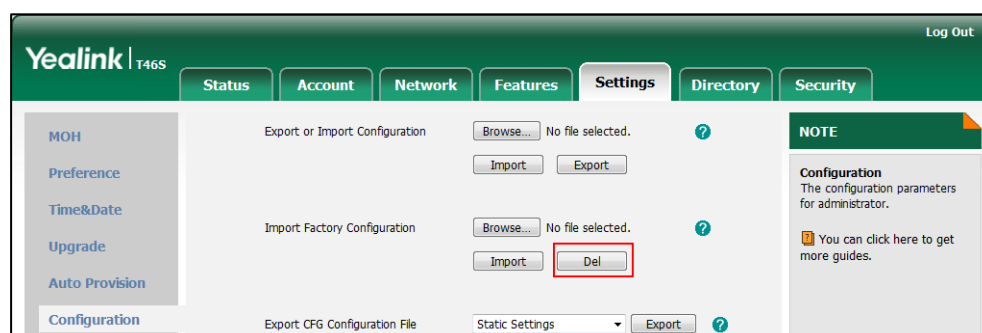 Log Out
Yealink T46S
Status Account Network Features Settings Directory Security
MOH
Preference
Time&Date
Upgrade
Auto Provision
Configuration
Export or Import Configuration Browse... No file selected. ?
Import Export
Import Factory Configuration Browse... No file selected. ?
Import Del
Export CFG Configuration File Static Settings Export ?
NOTE
Configuration
The configuration parameters
for administrator.
? You can click here to get
more guides.